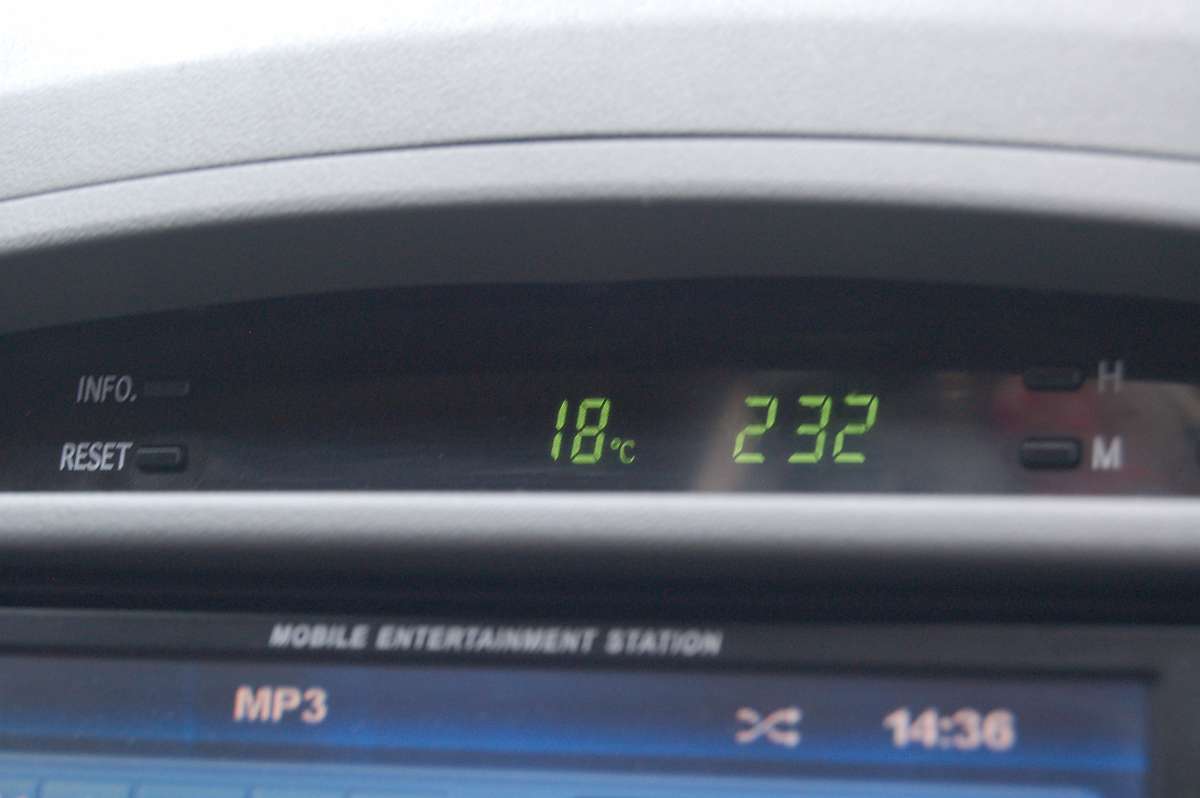 INFO.
H
18°C 232
RESET
M
MOBILE ENTERTAINMENT STATION
MP3 14:36